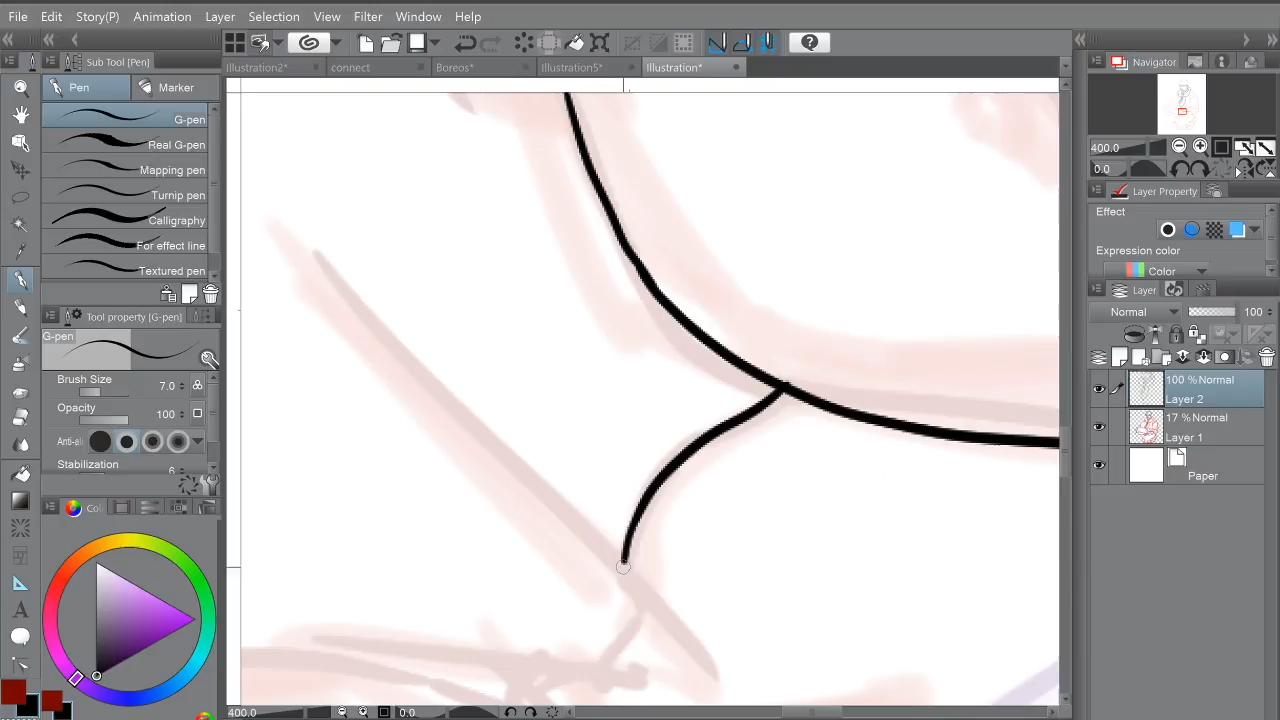 File Edit Story(P) Animation Layer Selection View Filter Window Help
Sub Tool [Pen]
Navigator
Illustration2* connect Boreos* Illustration5* Illustration*
Pen Marker
G-pen
Real G-pen
Mapping pen
Turnip pen
Calligraphy
For effect line
Textured pen
Tool property [G-pen]
G-pen
Brush Size 7.0
Opacity 100
Anti-al
Stabilization 6
Co
400.0
0.0
Layer Property
Effect
Expression color
Color
Layer
Normal 100
100 %Normal
Layer 2
17 %Normal
Layer 1
Paper
400.0 0.0